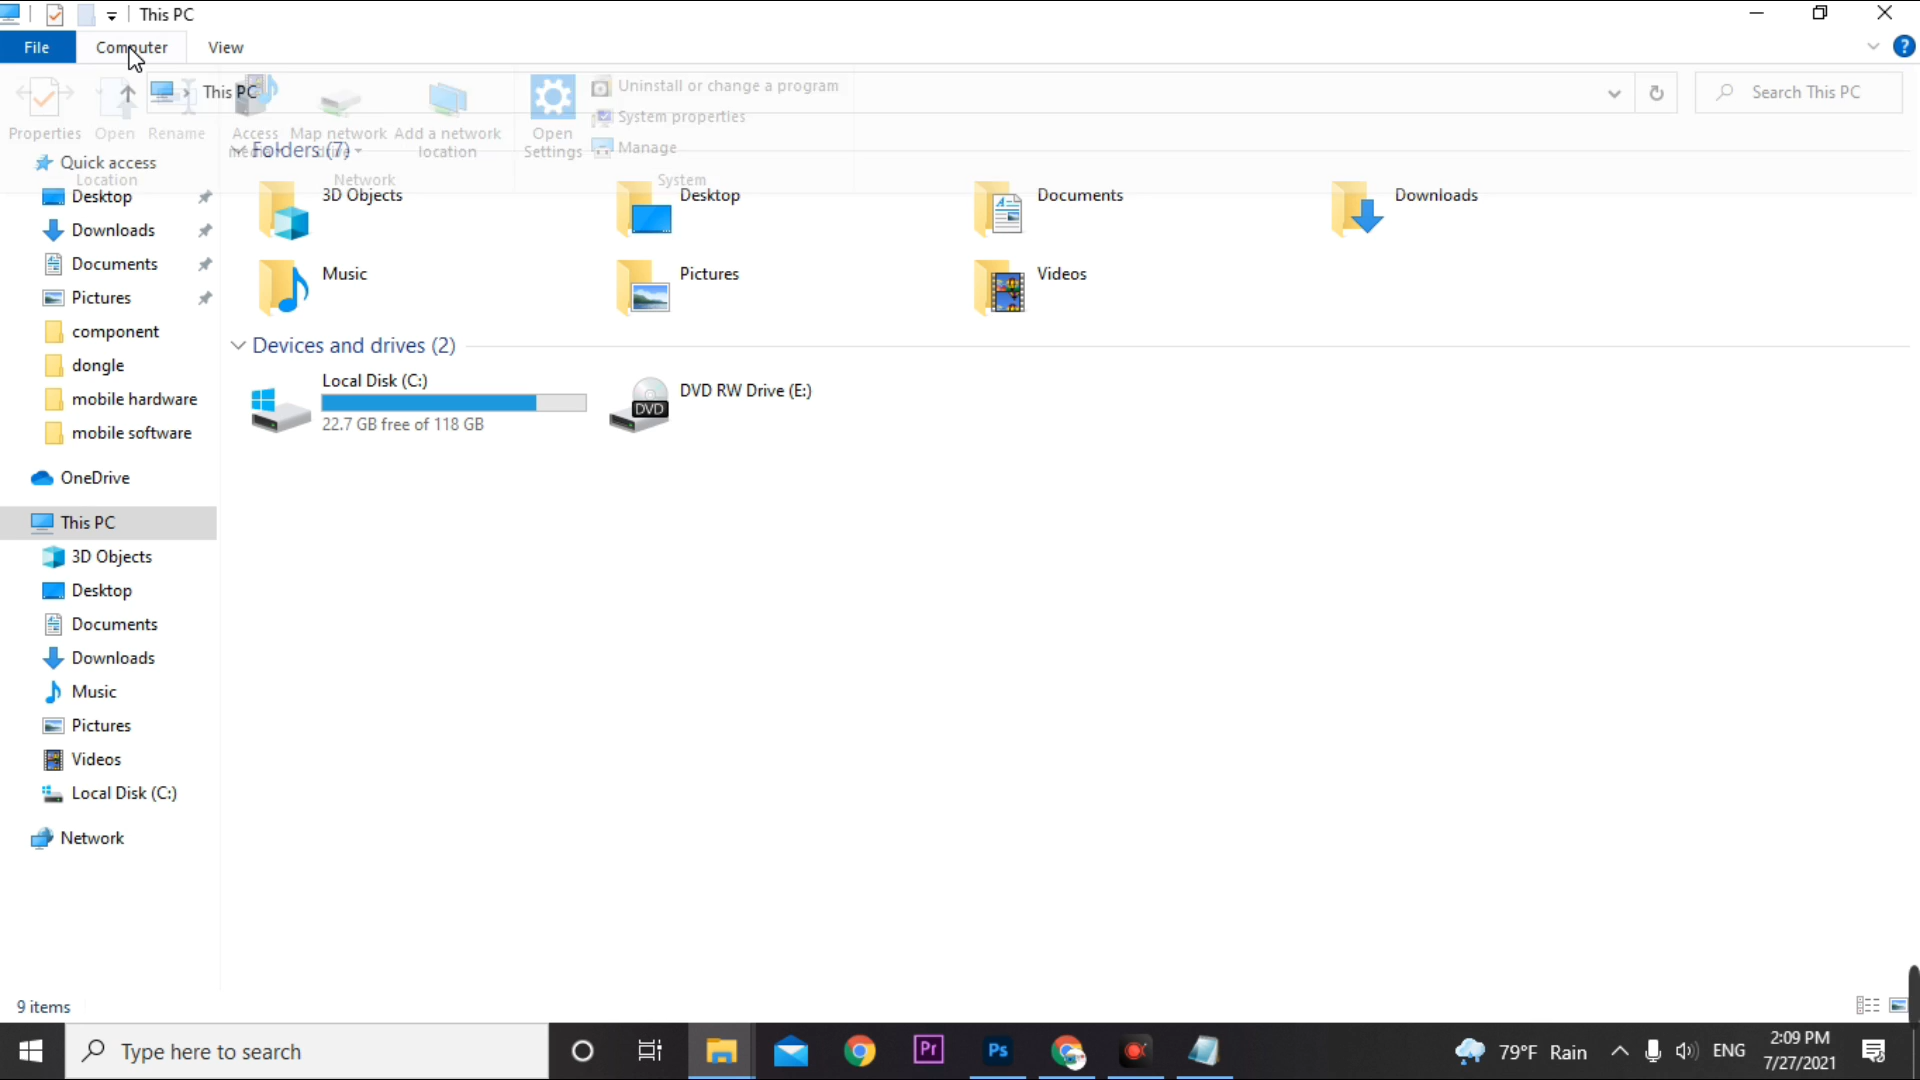 This PC
File
Computer
View
?
Properties
Open
Rename
Access
media
Map network
drive
Add a network
location
Open
Settings
Uninstall or change a program
System properties
Manage
Location
Network
System
This PC
Search This PC
Quick access
Desktop
Downloads
Documents
Pictures
component
dongle
mobile hardware
mobile software
OneDrive
This PC
3D Objects
Desktop
Documents
Downloads
Music
Pictures
Videos
Local Disk (C:)
Network
Folders (7)
3D Objects
Desktop
Documents
Downloads
Music
Pictures
Videos
Devices and drives (2)
Local Disk (C:)
22.7 GB free of 118 GB
DVD
DVD RW Drive (E:)
9 items
Type here to search
Pr
Ps
79°F Rain
ENG
2:09 PM
7/27/2021